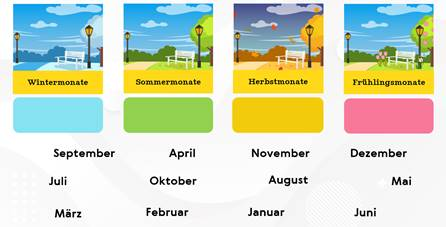 Wintermonate Sommermonate Herbstmonate Frühlingsmonate
September April November Dezember
Juli Oktober August Mai
März Februar Januar Juni